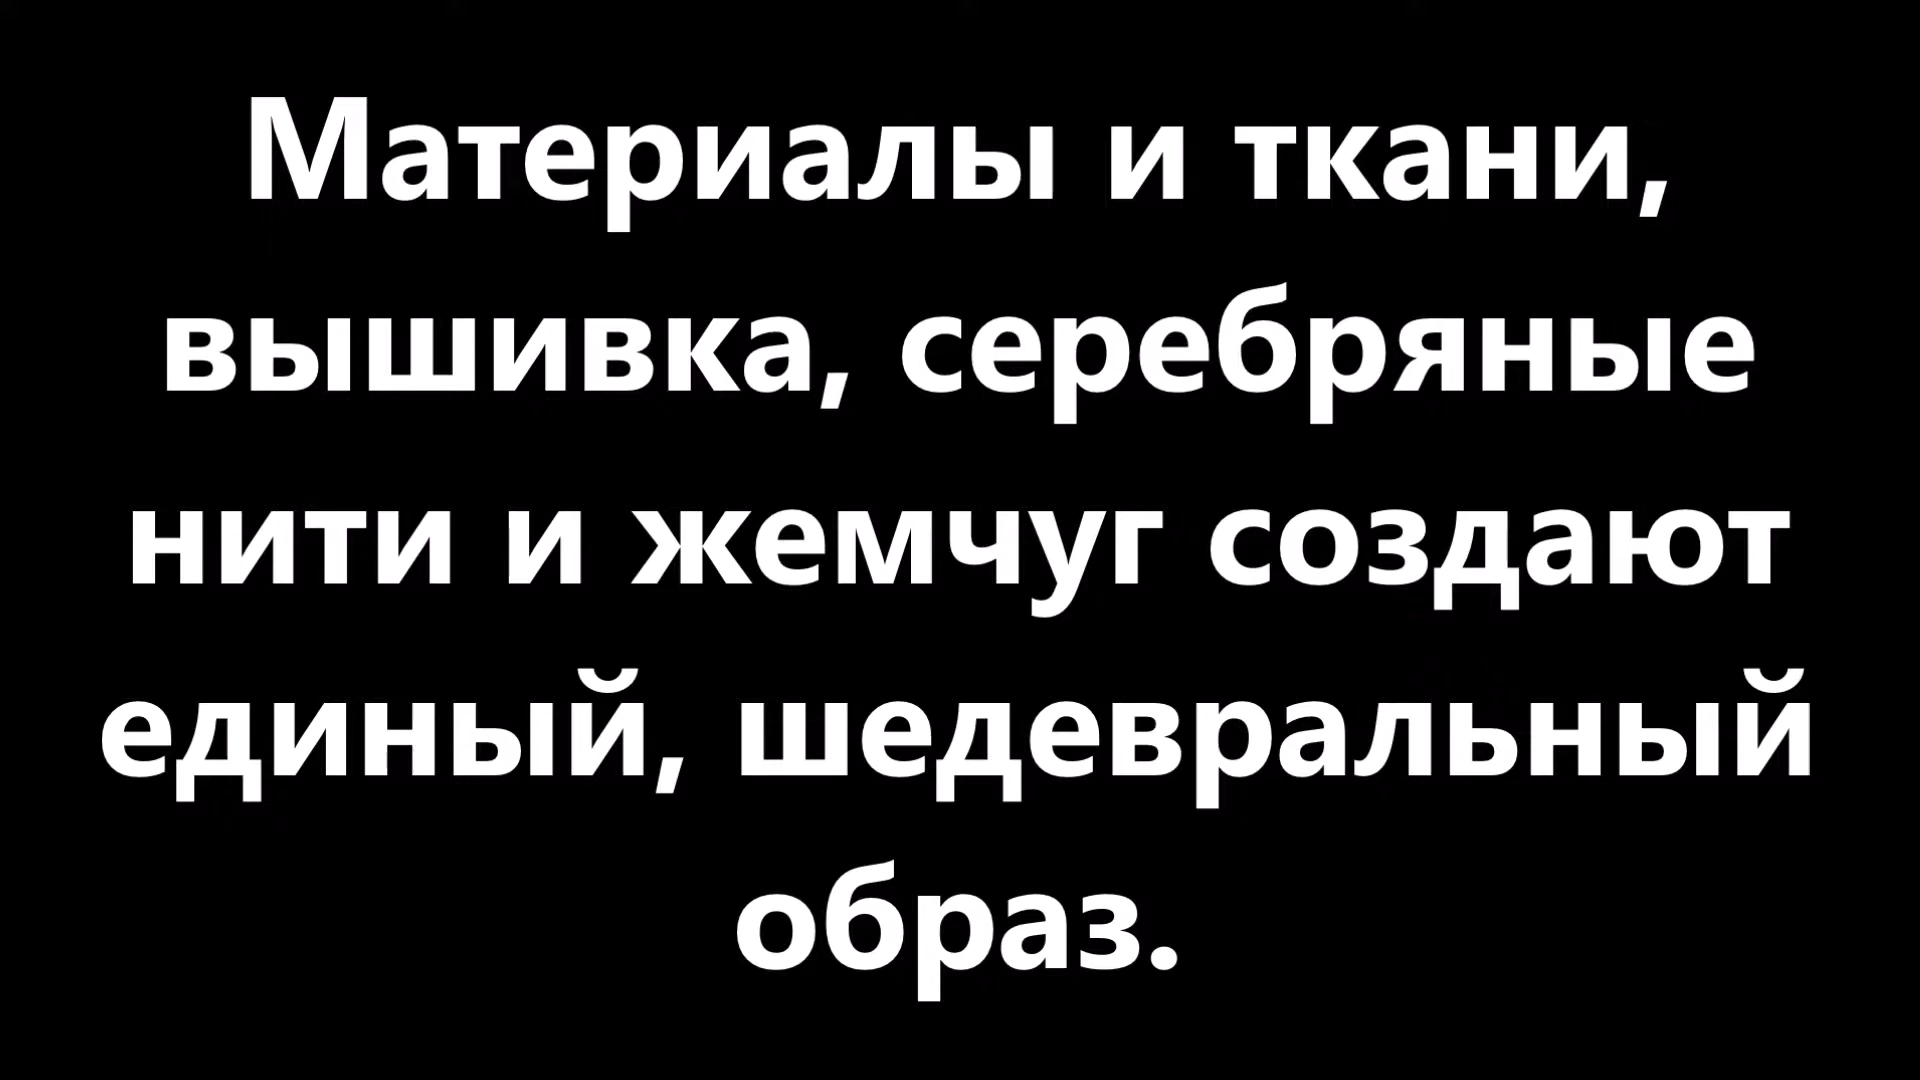 Материалы и ткани,
вышивка, серебряные
нити и жемчуг создают
единый, шедевральный
образ.